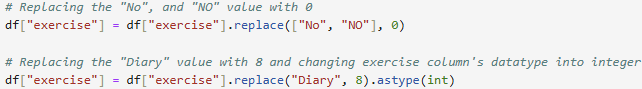 # Replacing the "No", and "NO" value with 0
df["exercise"] = df["exercise"].replace(["No", "NO"], 0)
# Replacing the "Diary" value with 8 and changing exercise column's datatype into integer
df["exercise"] = df["exercise"].replace("Diary", 8).astype(int)